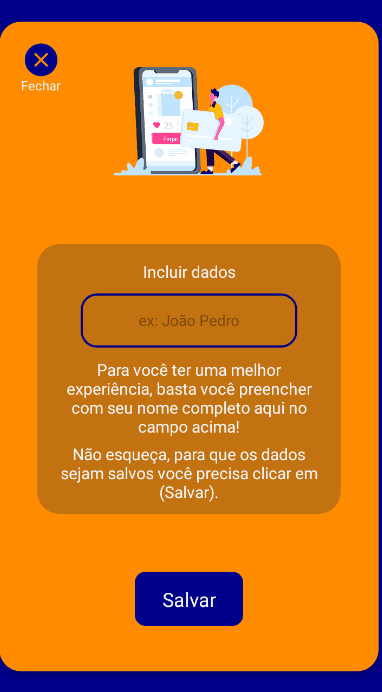 Fechar
25
Incluir dados
ex: João Pedro
Para você ter uma melhor
experiência, basta você preencher
com seu nome completo aqui no
campo acima!
Não esqueça, para que os dados
sejam salvos você precisa clicar em
(Salvar).
Salvar